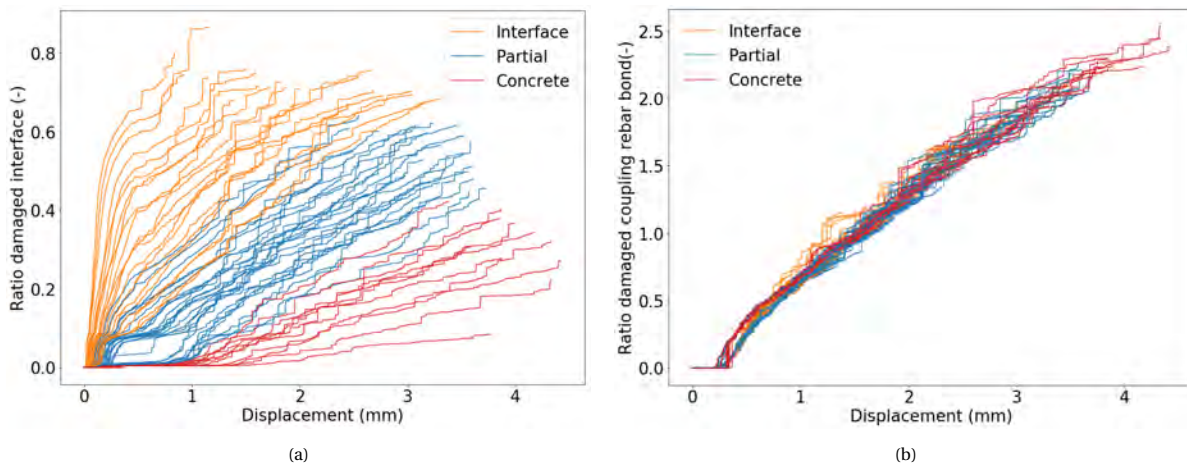 Ratio damaged interface (-)
0.8
0.6
0.4
0.2
0.0
Interface
Partial
Concrete
0 1 2 3 4
Displacement (mm)
(a)
Ratio damaged coupling rebar bond(-)
2.5
2.0
1.5
1.0
0.5
0.0
Interface
Partial
Concrete
0 1 2 3 4
Displacement (mm)
(b)